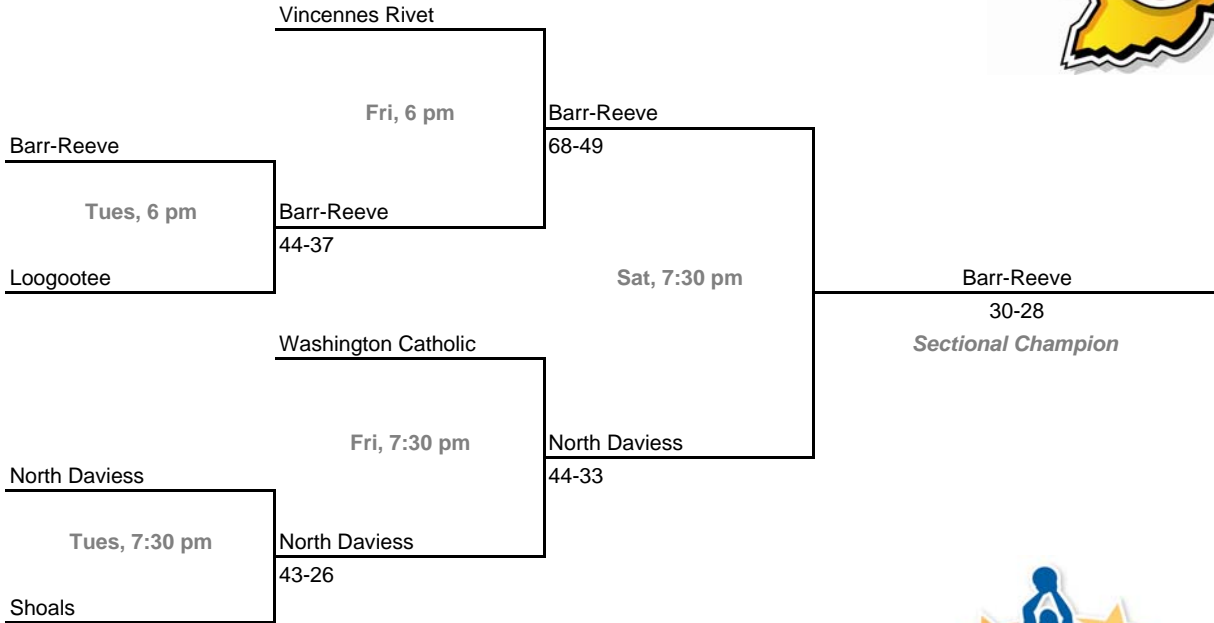 Vincennes Rivet
Fri, 6 pm
Barr-Reeve
Barr-Reeve
68-49
Tues, 6 pm
Barr-Reeve
44-37
Loogootee
Sat, 7:30 pm
Barr-Reeve
30-28
Washington Catholic
Sectional Champion
Fri, 7:30 pm
North Daviess
North Daviess
44-33
Tues, 7:30 pm
North Daviess
43-26
Shoals